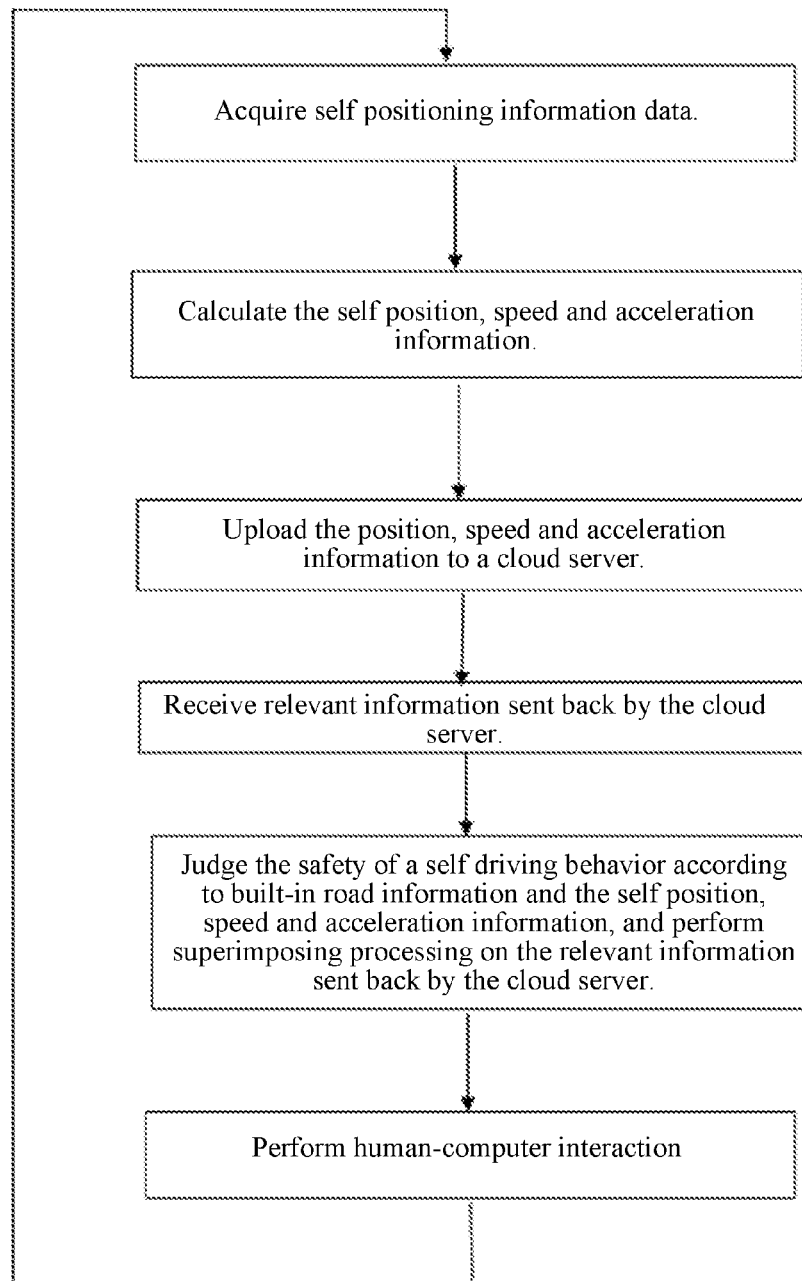 Acquire self positioning information data.
Calculate the self position, speed and acceleration
information.
Upload the position, speed and acceleration
information to a cloud server.
Receive relevant information sent back by the cloud
server.
Judge the safety of a self driving behavior according
to built-in road information and the self position,
speed and acceleration information, and perform
superimposing processing on the relevant information
sent back by the cloud server.
Perform human-computer interaction